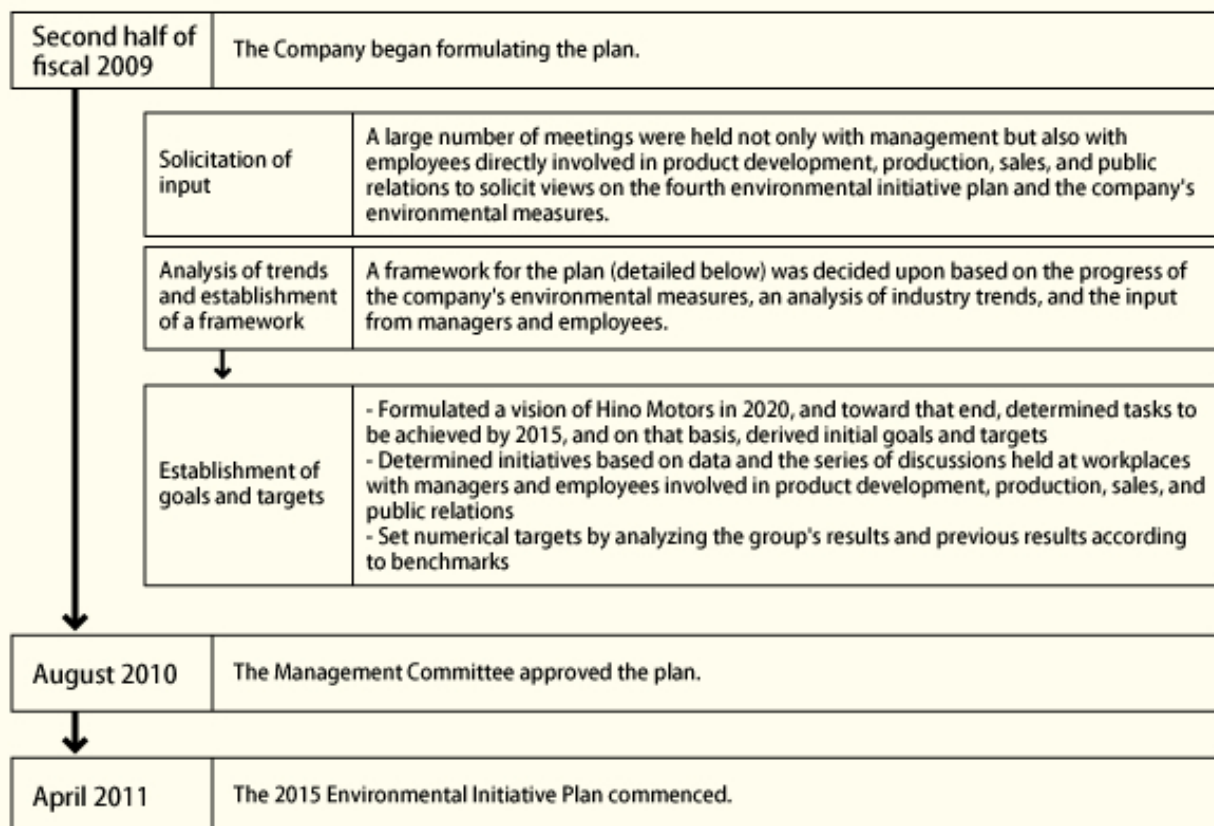 Second half of
fiscal 2009
The Company began formulating the plan.
Solicitation of
input
A large number of meetings were held not only with management but also with
employees directly involved in product development, production, sales, and public
relations to solicit views on the fourth environmental initiative plan and the company's
environmental measures.
Analysis of trends
and establishment
of a framework
A framework for the plan (detailed below) was decided upon based on the progress of
the company's environmental measures, an analysis of industry trends, and the input
from managers and employees.
Establishment of
goals and targets
- Formulated a vision of Hino Motors in 2020, and toward that end, determined tasks to
be achieved by 2015, and on that basis, derived initial goals and targets
- Determined initiatives based on data and the series of discussions held at workplaces
with managers and employees involved in product development, production, sales, and
public relations
- Set numerical targets by analyzing the group's results and previous results according
to benchmarks
August 2010
The Management Committee approved the plan.
April 2011
The 2015 Environmental Initiative Plan commenced.